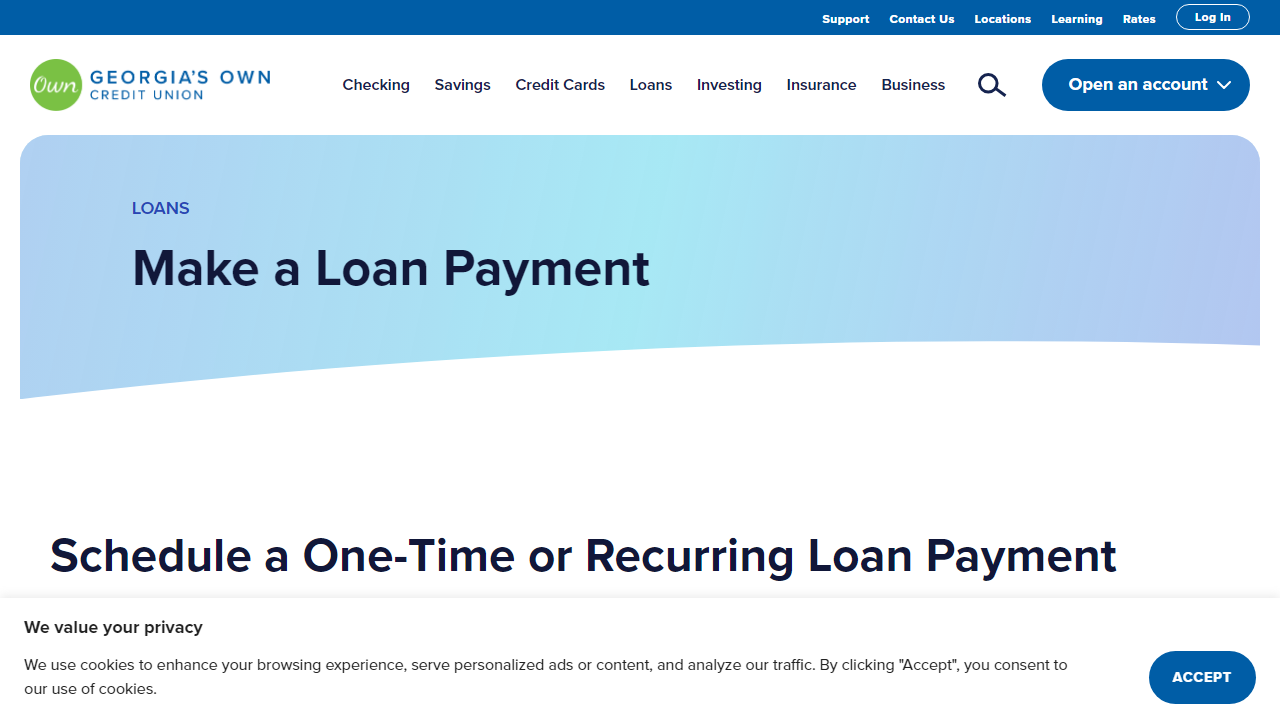 Support Contact Us Locations Learning Rates Log In
Own GEORGIA'S OWN
CREDIT UNION
Checking Savings Credit Cards Loans Investing Insurance Business Open an account
LOANS
Make a Loan Payment
Schedule a One-Time or Recurring Loan Payment
We value your privacy
We use cookies to enhance your browsing experience, serve personalized ads or content, and analyze our traffic. By clicking "Accept", you consent to
our use of cookies.
ACCEPT